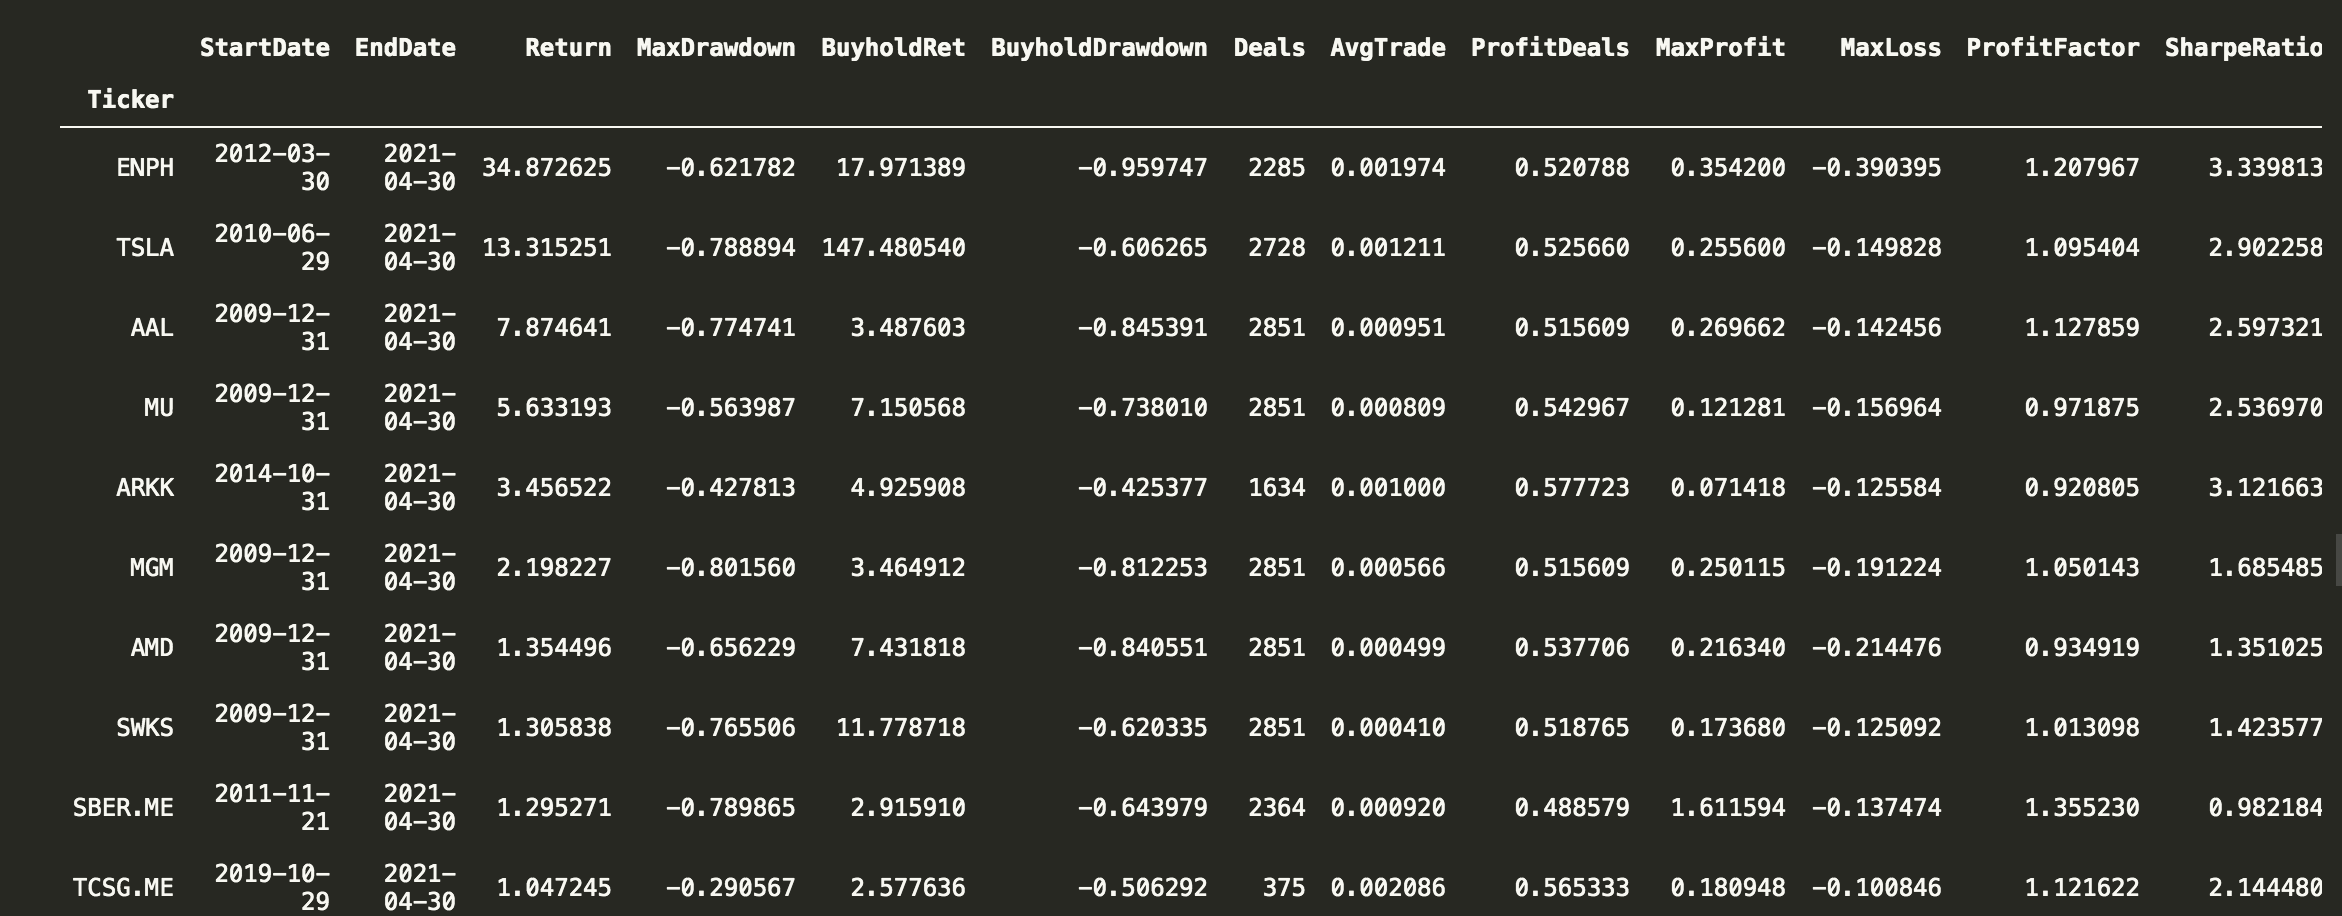 StartDate EndDate Return MaxDrawdown BuyholdRet BuyholdDrawdown Deals AvgTrade ProfitDeals MaxProfit MaxLoss ProfitFactor SharpeRatio
Ticker
ENPH 2012-03-30 2021-04-30 34.872625 -0.621782 17.971389 -0.959747 2285 0.001974 0.520788 0.354200 -0.390395 1.207967 3.339813
TSLA 2010-06-29 2021-04-30 13.315251 -0.788894 147.480540 -0.606265 2728 0.001211 0.525660 0.255600 -0.149828 1.095404 2.902258
AAL 2009-12-31 2021-04-30 7.874641 -0.774741 3.487603 -0.845391 2851 0.000951 0.515609 0.269662 -0.142456 1.127859 2.597321
MU 2009-12-31 2021-04-30 5.633193 -0.563987 7.150568 -0.738010 2851 0.000809 0.542967 0.121281 -0.156964 0.971875 2.536970
ARKK 2014-10-31 2021-04-30 3.456522 -0.427813 4.925908 -0.425377 1634 0.001000 0.577723 0.071418 -0.125584 0.920805 3.121663
MGM 2009-12-31 2021-04-30 2.198227 -0.801560 3.464912 -0.812253 2851 0.000566 0.515609 0.250115 -0.191224 1.050143 1.685485
AMD 2009-12-31 2021-04-30 1.354496 -0.656229 7.431818 -0.840551 2851 0.000499 0.537706 0.216340 -0.214476 0.934919 1.351025
SWKS 2009-12-31 2021-04-30 1.305838 -0.765506 11.778718 -0.620335 2851 0.000410 0.518765 0.173680 -0.125092 1.013098 1.423577
SBER.ME 2011-11-21 2021-04-30 1.295271 -0.789865 2.915910 -0.643979 2364 0.000920 0.488579 1.611594 -0.137474 1.355230 0.982184
TCSG.ME 2019-10-29 2021-04-30 1.047245 -0.290567 2.577636 -0.506292 375 0.002086 0.565333 0.180948 -0.100846 1.121622 2.144480